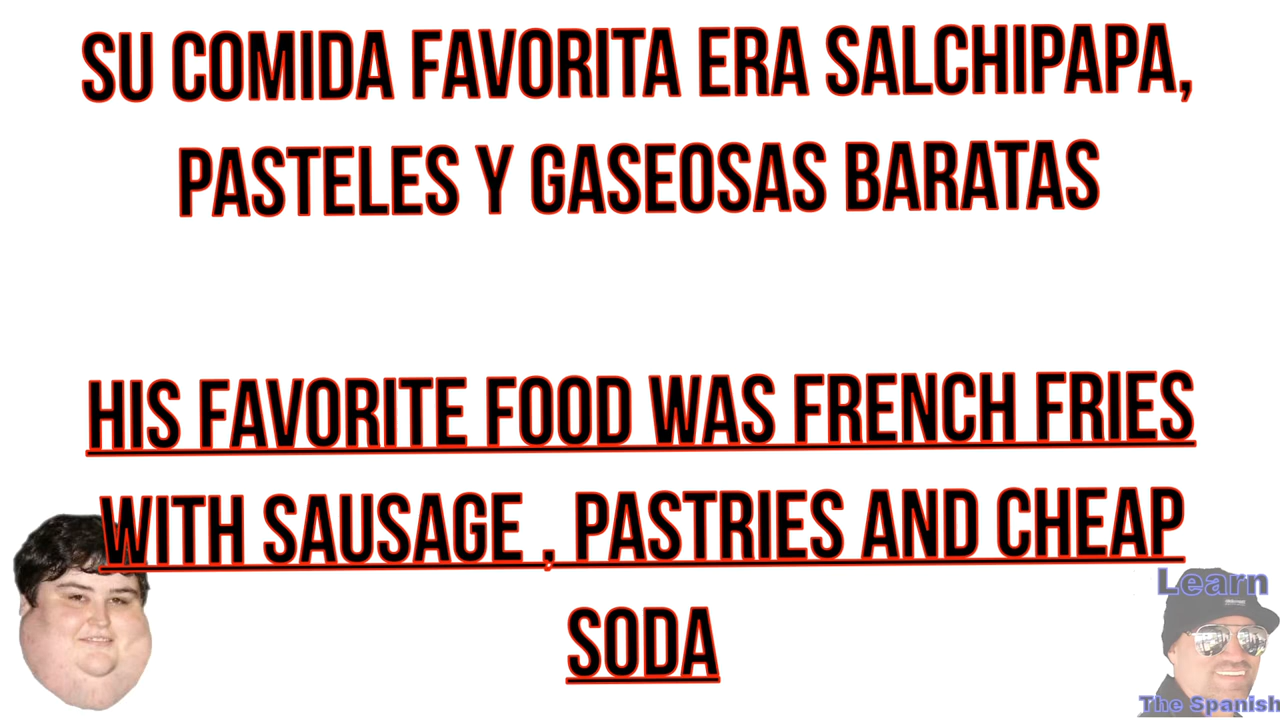 SU COMIDA FAVORITA ERA SALCHIPAPA,
PASTELES Y GASEOSAS BARATAS
HIS FAVORITE FOOD WAS FRENCH FRIES
WITH SAUSAGE , PASTRIES AND CHEAP
SODA
Learn
The Spanish